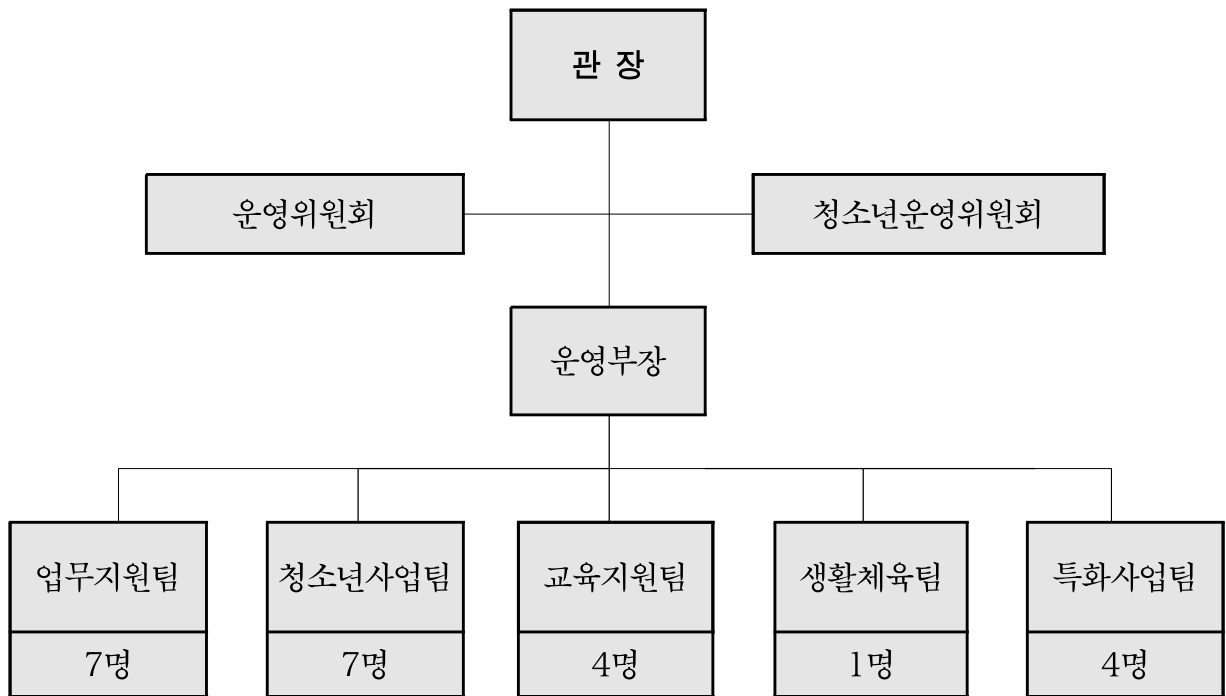 관 장
운영위원회
청소년운영위원회
운영부장
업무지원팀
청소년사업팀
교육지원팀
생활체육팀
특화사업팀
7명
7명
4명
1명
4명